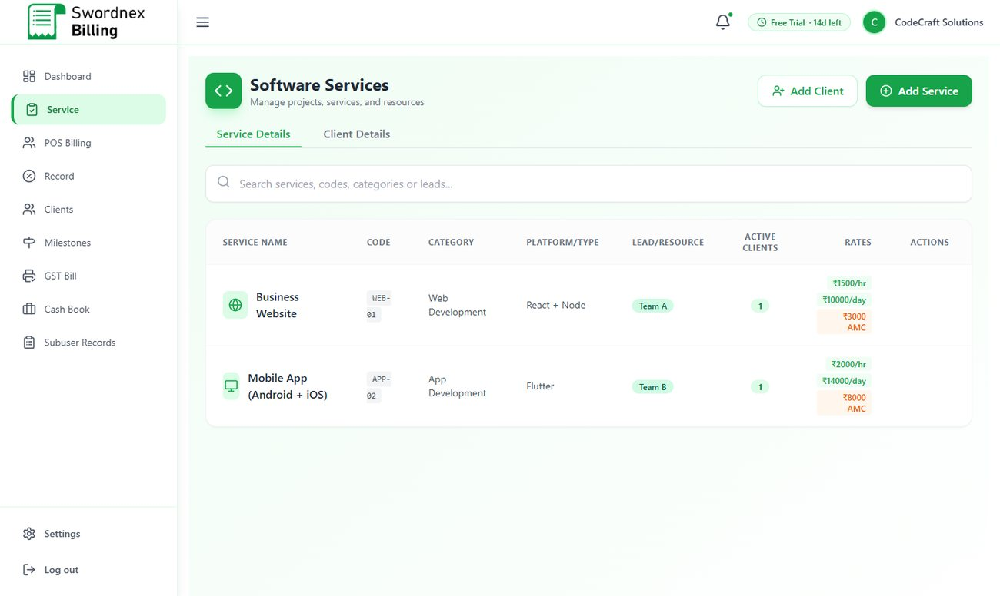 Swordnex
Billing
Free Trial · 14d left
C
CodeCraft Solutions
Dashboard
Service
POS Billing
Record
Clients
Milestones
GST Bill
Cash Book
Subuser Records
Settings
Log out
Software Services
Manage projects, services, and resources
Add Client
Add Service
Service Details
Client Details
Search services, codes, categories or leads...
SERVICE NAME
CODE
CATEGORY
PLATFORM/TYPE
LEAD/RESOURCE
ACTIVE
CLIENTS
RATES
ACTIONS
Business
Website
WEB-
01
Web
Development
React + Node
Team A
1
₹1500/hr
₹10000/day
₹3000
AMC
Mobile App
(Android + iOS)
APP-
02
App
Development
Flutter
Team B
1
₹2000/hr
₹14000/day
₹8000
AMC